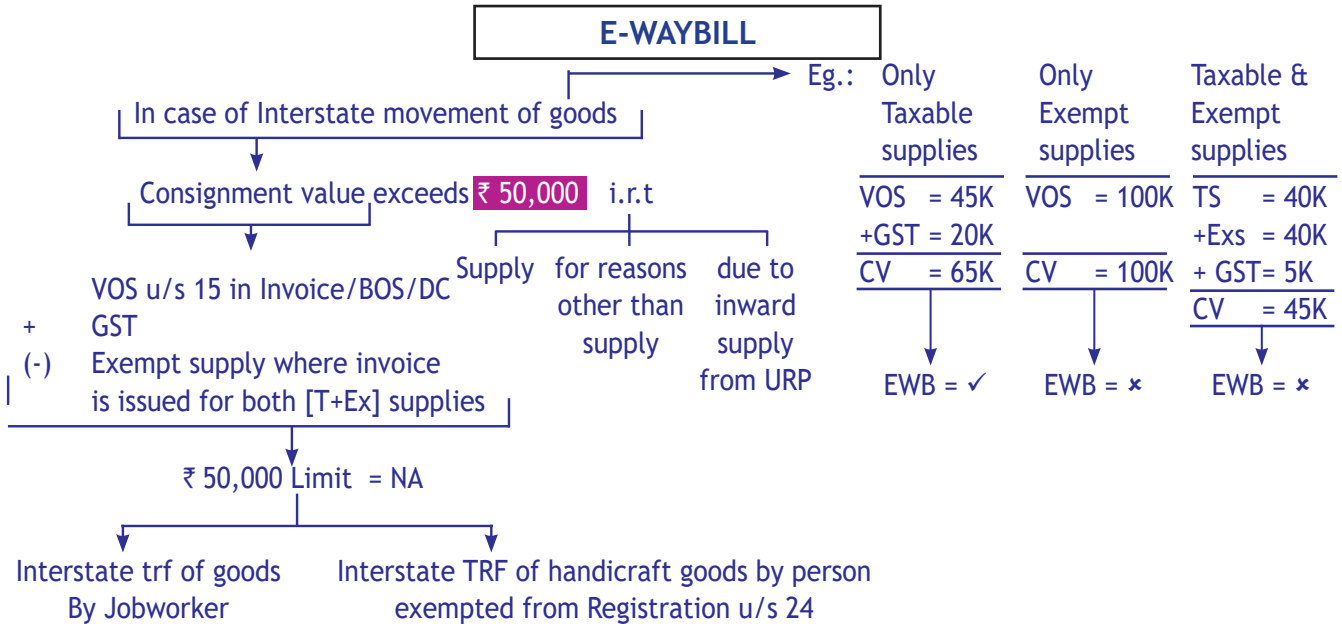 E-WAYBILL
In case of Interstate movement of goods
Consignment value exceeds ₹ 50,000 i.r.t
VOS u/s 15 in Invoice/BOS/DC
+ GST
(-) Exempt supply where invoice
is issued for both [T+Ex] supplies
Supply
for reasons
other than
supply
due to
inward
supply
from URP
₹ 50,000 Limit = NA
Interstate trf of goods
By Jobworker
Interstate TRF of handicraft goods by person
exempted from Registration u/s 24
Eg.:
Only
Taxable
supplies
VOS = 45K
+GST = 20K
CV = 65K
EWB = ✓
Only
Exempt
supplies
VOS = 100K
CV = 100K
EWB = ×
Taxable &
Exempt
supplies
TS = 40K
+Exs = 40K
+ GST= 5K
CV = 45K
EWB = ×